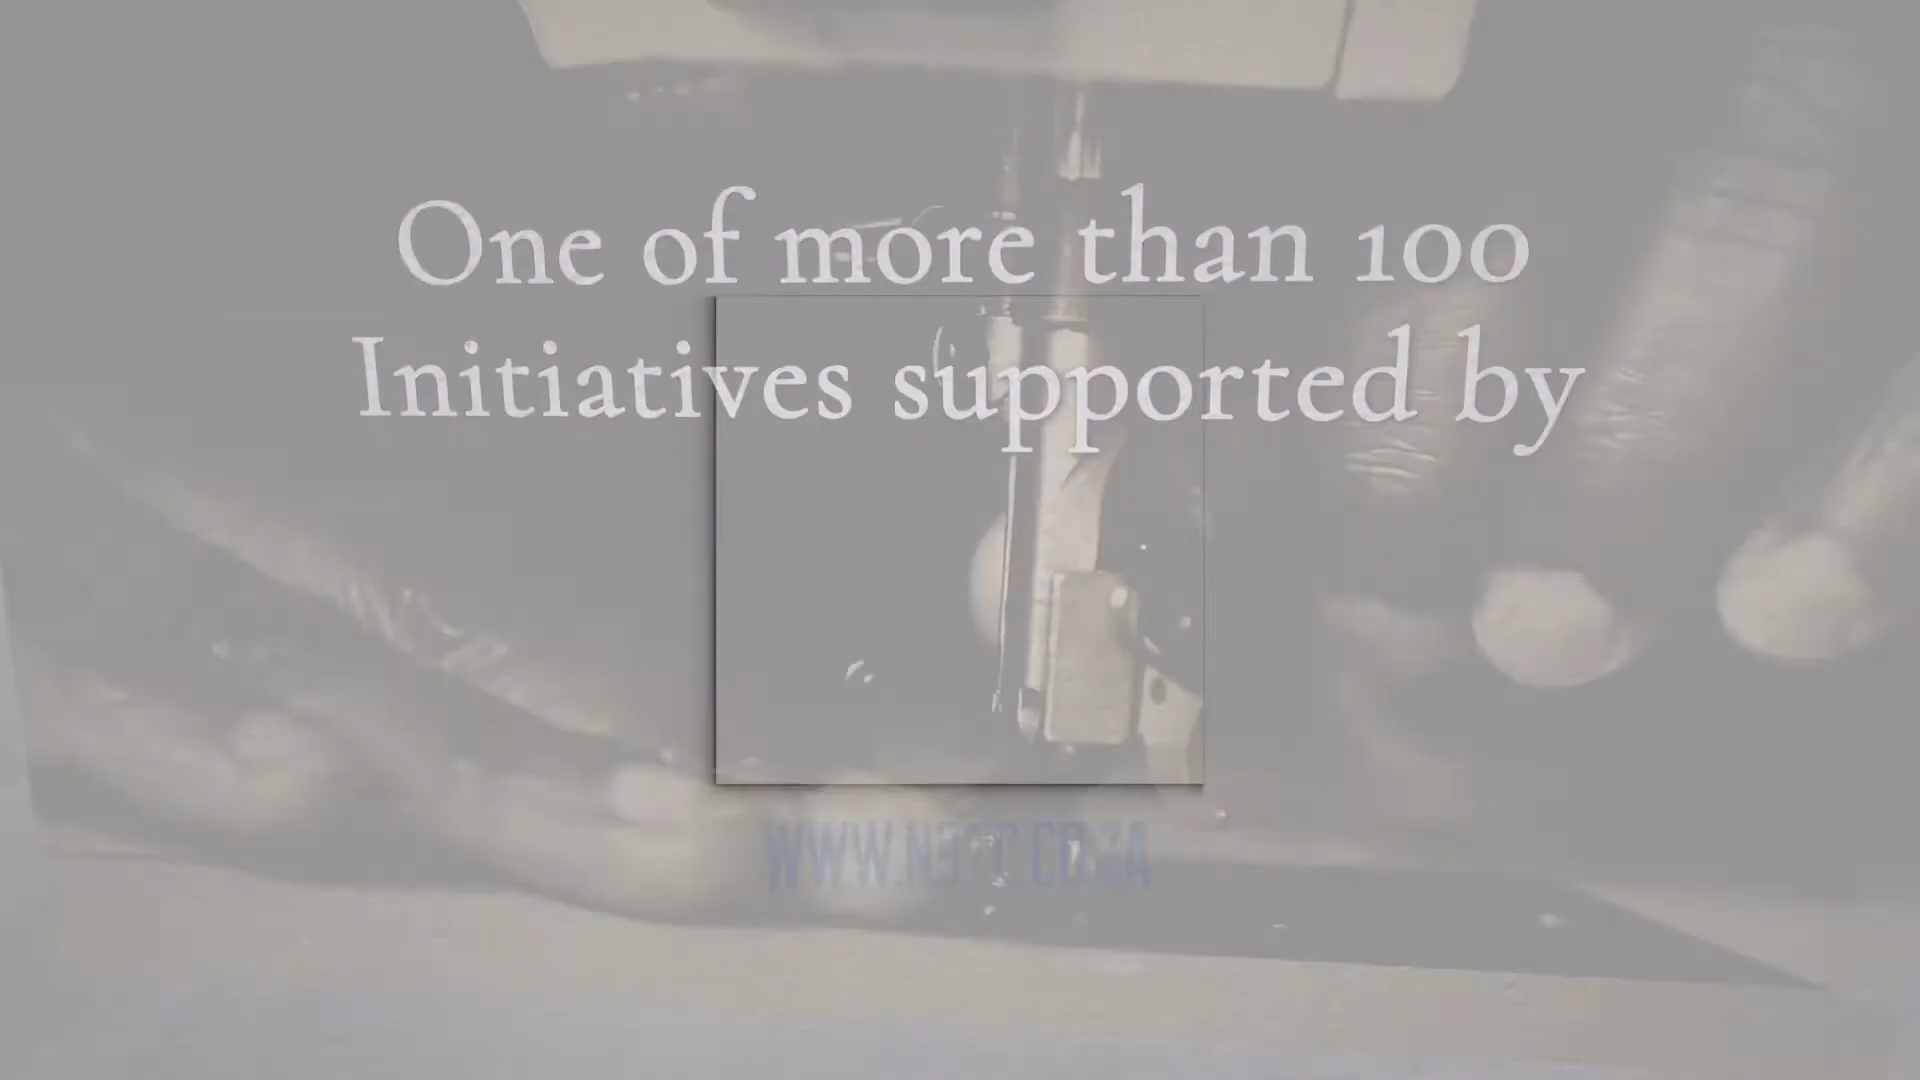 One of more than 100
Initiatives supported by